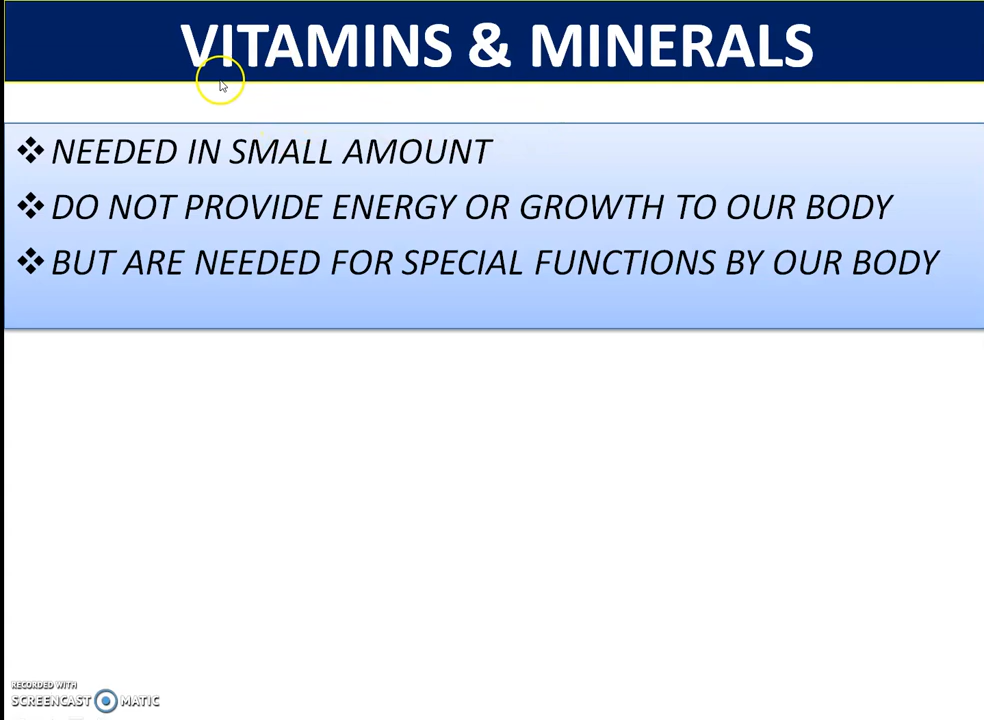 VITAMINS & MINERALS
NEEDED IN SMALL AMOUNT
DO NOT PROVIDE ENERGY OR GROWTH TO OUR BODY
BUT ARE NEEDED FOR SPECIAL FUNCTIONS BY OUR BODY
RECORDED WITH
SCREENCAST MATIC